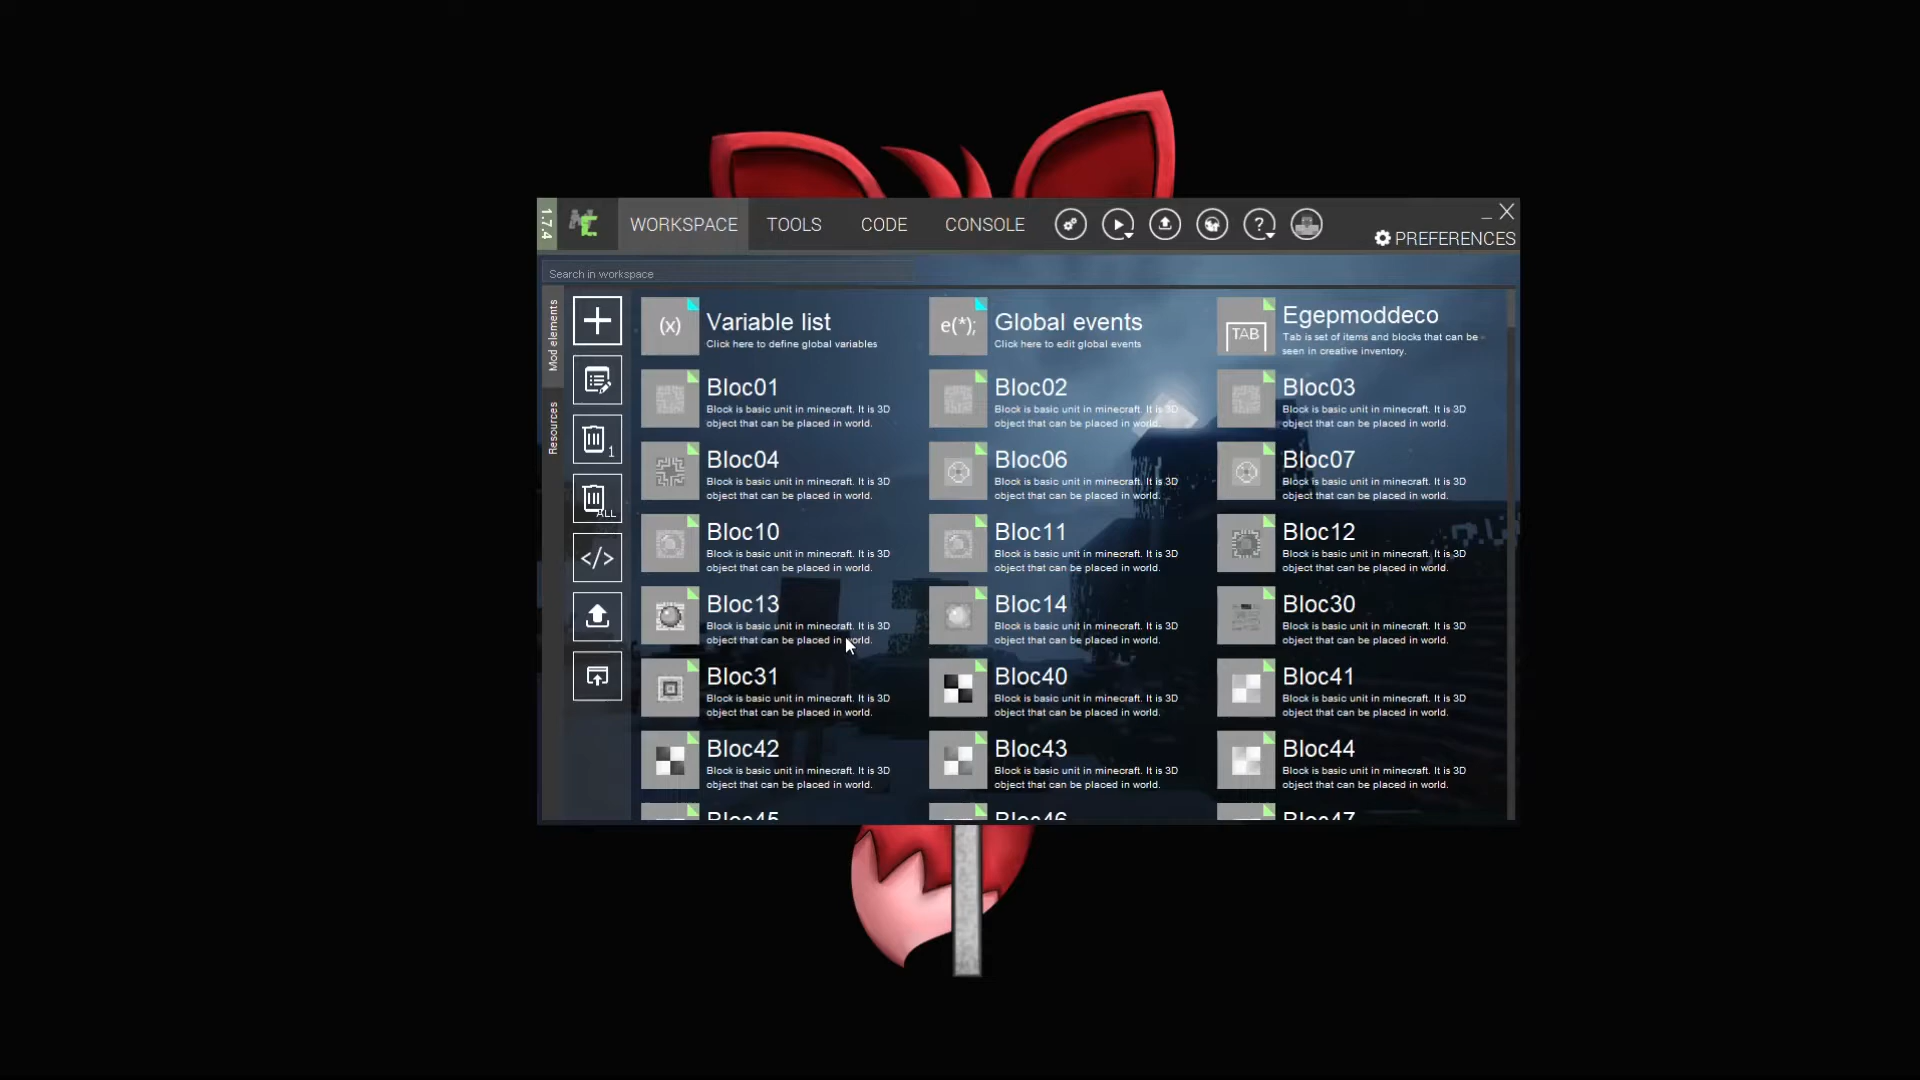 1.7.4
WORKSPACE TOOLS CODE CONSOLE ?
PREFERENCES
Search in workspace
Mod elements
Resources
1
ALL
</>
(x) Variable list
Click here to define global variables
e(*); Global events
Click here to edit global events
TAB Egepmoddeco
Tab is set of items and blocks that can be
seen in creative inventory.
Bloc01
Block is basic unit in minecraft. It is 3D
object that can be placed in world.
Bloc02
Block is basic unit in minecraft. It is 3D
object that can be placed in world.
Bloc03
Block is basic unit in minecraft. It is 3D
object that can be placed in world.
Bloc04
Block is basic unit in minecraft. It is 3D
object that can be placed in world.
Bloc06
Block is basic unit in minecraft. It is 3D
object that can be placed in world.
Bloc07
Block is basic unit in minecraft. It is 3D
object that can be placed in world.
Bloc10
Block is basic unit in minecraft. It is 3D
object that can be placed in world.
Bloc11
Block is basic unit in minecraft. It is 3D
object that can be placed in world.
Bloc12
Block is basic unit in minecraft. It is 3D
object that can be placed in world.
Bloc13
Block is basic unit in minecraft. It is 3D
object that can be placed in world.
Bloc14
Block is basic unit in minecraft. It is 3D
object that can be placed in world.
Bloc30
Block is basic unit in minecraft. It is 3D
object that can be placed in world.
Bloc31
Block is basic unit in minecraft. It is 3D
object that can be placed in world.
Bloc40
Block is basic unit in minecraft. It is 3D
object that can be placed in world.
Bloc41
Block is basic unit in minecraft. It is 3D
object that can be placed in world.
Bloc42
Block is basic unit in minecraft. It is 3D
object that can be placed in world.
Bloc43
Block is basic unit in minecraft. It is 3D
object that can be placed in world.
Bloc44
Block is basic unit in minecraft. It is 3D
object that can be placed in world.
Bloc45
Bloc46
Bloc47